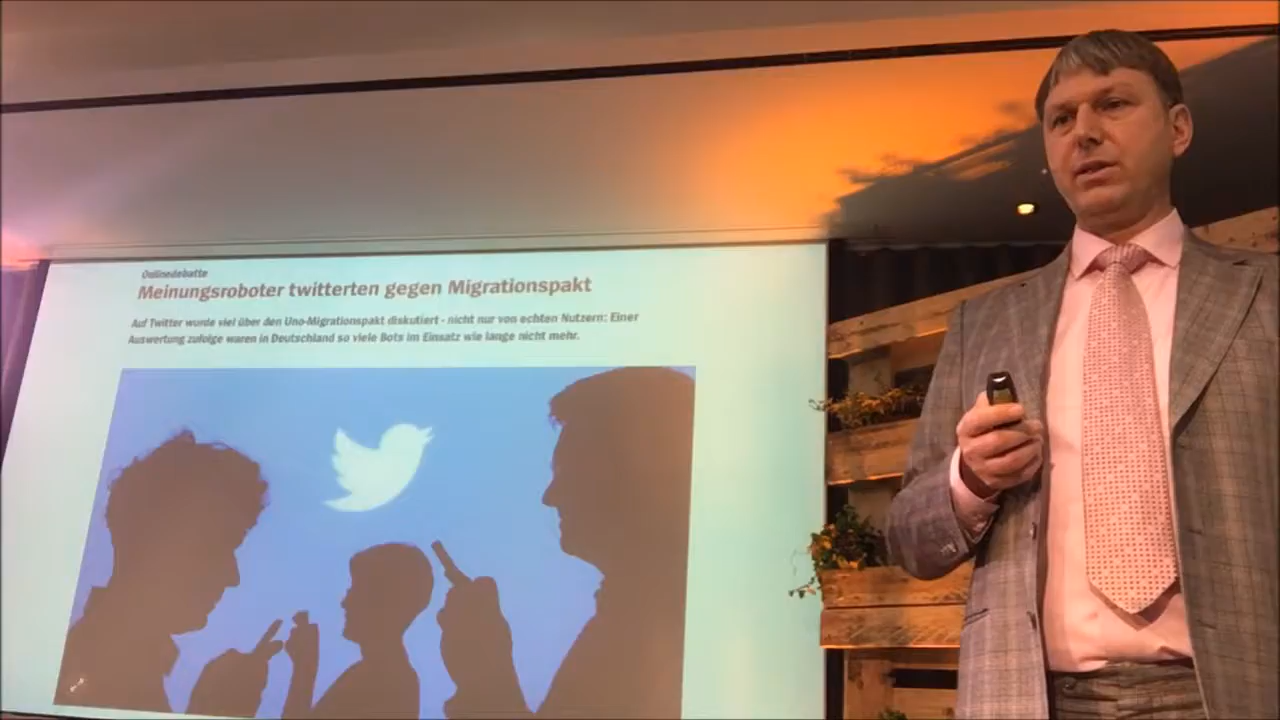 Onlinedebatte
Meinungsroboter twitterten gegen Migrationspakt
Auf Twitter wurde viel über den Uno-Migrationspakt diskutiert - nicht nur von echten Nutzern: Einer
Auswertung zufolge waren in Deutschland so viele Bots im Einsatz wie lange nicht mehr.